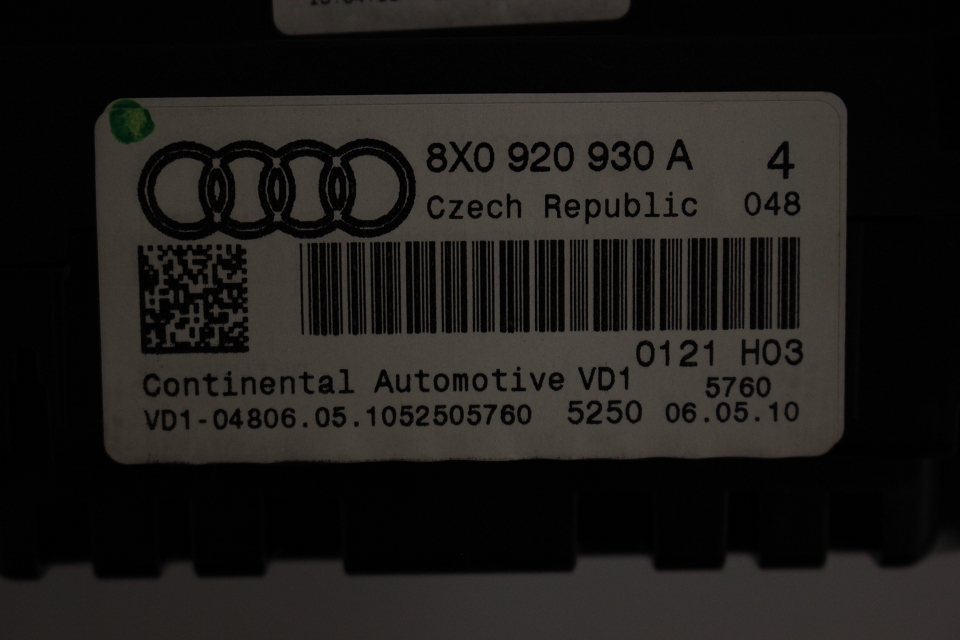 8X0 920 930 A 4
Czech Republic 048
0121 H03
Continental Automotive VD1 5760
VD1-04806.05.1052505760 5250 06.05.10